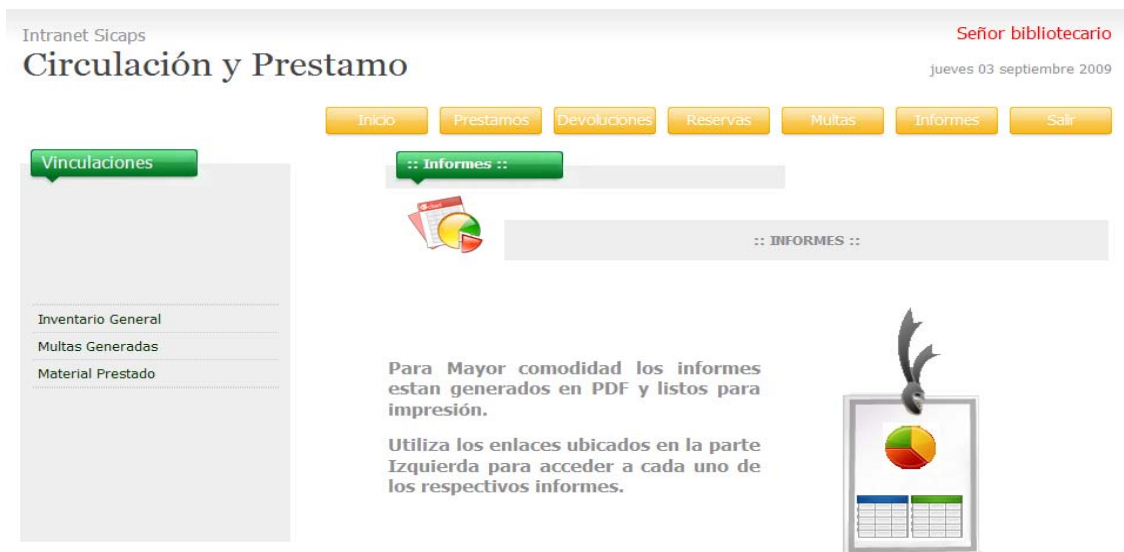 Intranet Sicaps
Señor bibliotecario
Circulación y Prestamo
jueves 03 septiembre 2009
Inicio
Prestamos
Devoluciones
Reservas
Multas
Informes
Salir
Vinculaciones
:: Informes ::
:: INFORMES ::
Inventario General
Multas Generadas
Material Prestado
Para Mayor comodidad los informes
estan generados en PDF y listos para
impresión.
Utiliza los enlaces ubicados en la parte
Izquierda para acceder a cada uno de
los respectivos informes.